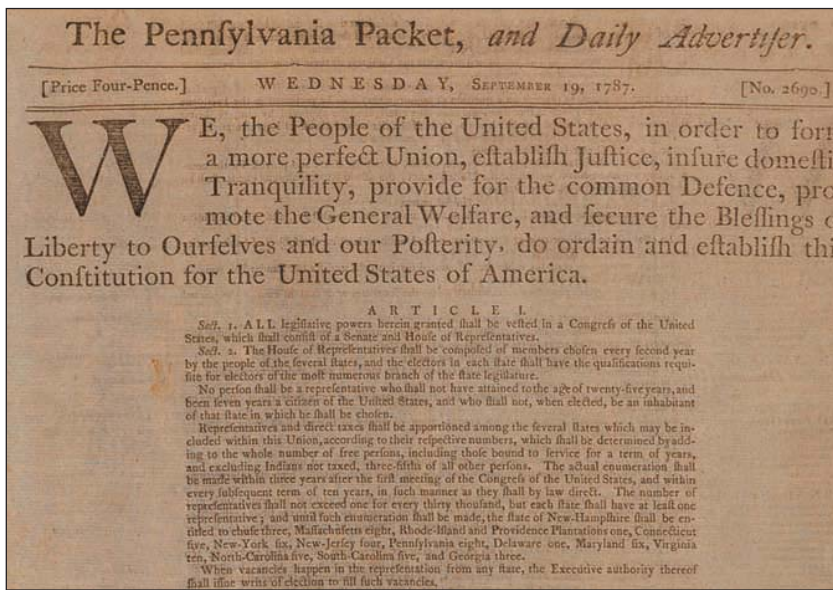 The Pennſylvania Packet, and Daily Advertiſer.
[Price Four-Pence.] WEDNESDAY, SEPTEMBER 19, 1787. [No. 2690.]
WE, the People of the United States, in order to form
a more perfect Union, eſtabliſh Juſtice, inſure domeſti
Tranquility, provide for the common Defence, pro
mote the General Welfare, and ſecure the Bleſſings o
Liberty to Ourſelves and our Poſterity, do ordain and eſtabliſh thi
Conſtitution for the United States of America.
ARTICLE I.
Sect. 1. ALL legiſlative powers herein granted ſhall be veſted in a Congreſs of the United
States, which ſhall conſiſt of a Senate and Houſe of Repreſentatives.
Sect. 2. The Houſe of Repreſentatives ſhall be compoſed of members choſen every ſecond year
by the people of the ſeveral ſtates, and the electors in each ſtate ſhall have the qualifications requi-
ſite for electors of the moſt numerous branch of the ſtate legiſlature.
No perſon ſhall be a repreſentative who ſhall not have attained to the age of twenty-five years, and
been ſeven years a citizen of the United States, and who ſhall not, when elected, be an inhabitant
of that ſtate in which he ſhall be choſen.
Repreſentatives and direct taxes ſhall be apportioned among the ſeveral ſtates which may be in-
cluded within this Union, according to their reſpective numbers, which ſhall be determined by add-
ing to the whole number of free perſons, including thoſe bound to ſervice for a term of years,
and excluding Indians not taxed, three-fifths of all other perſons. The actual enumeration ſhall
be made within three years after the firſt meeting of the Congreſs of the United States, and within
every ſubſequent term of ten years, in ſuch manner as they ſhall by law direct. The number of
repreſentatives ſhall not exceed one for every thirty thouſand, but each ſtate ſhall have at leaſt one
repreſentative; and until ſuch enumeration ſhall be made, the ſtate of New-Hampſhire ſhall be en-
titled to chuſe three, Maſſachuſetts eight, Rhode-Iſland and Providence Plantations one, Connecticut
five, New-York ſix, New-Jerſey four, Pennſylvania eight, Delaware one, Maryland ſix, Virginia
ten, North-Carolina five, South-Carolina five, and Georgia three.
When vacancies happen in the repreſentation from any ſtate, the Executive authority thereof
ſhall iſſue writs of election to fill ſuch vacancies.